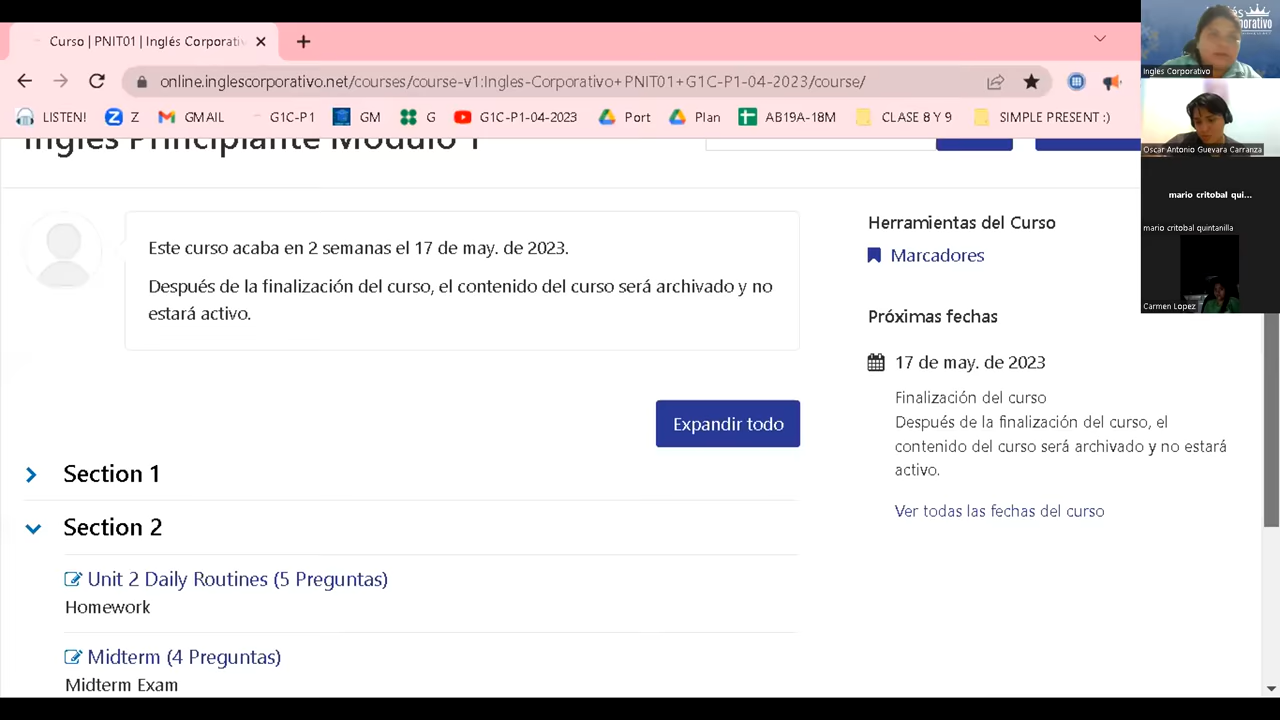 Curso | PNIT01 | Inglés Corporati
online.inglescorporativo.net/courses/course-v1:Ingles-Corporativo+PNIT01+G1C-P1-04-2023/course/
LISTEN! Z GMAIL G1C-P1 GM G G1C-P1-04-2023 Port Plan AB19A-18M CLASE 8 Y 9 SIMPLE PRESENT :)
Inglés Principiante Módulo 1
Este curso acaba en 2 semanas el 17 de may. de 2023.
Después de la finalización del curso, el contenido del curso será archivado y no
estará activo.
Expandir todo
Section 1
Section 2
Unit 2 Daily Routines (5 Preguntas)
Homework
Midterm (4 Preguntas)
Midterm Exam
Herramientas del Curso
Marcadores
Próximas fechas
17 de may. de 2023
Finalización del curso
Después de la finalización del curso, el
contenido del curso será archivado y no estará
activo.
Ver todas las fechas del curso
Ingles Corporativo
Oscar Antonio Guevara Carranza
mario critobal qui...
mario critobal quintanilla
Carmen Lopez